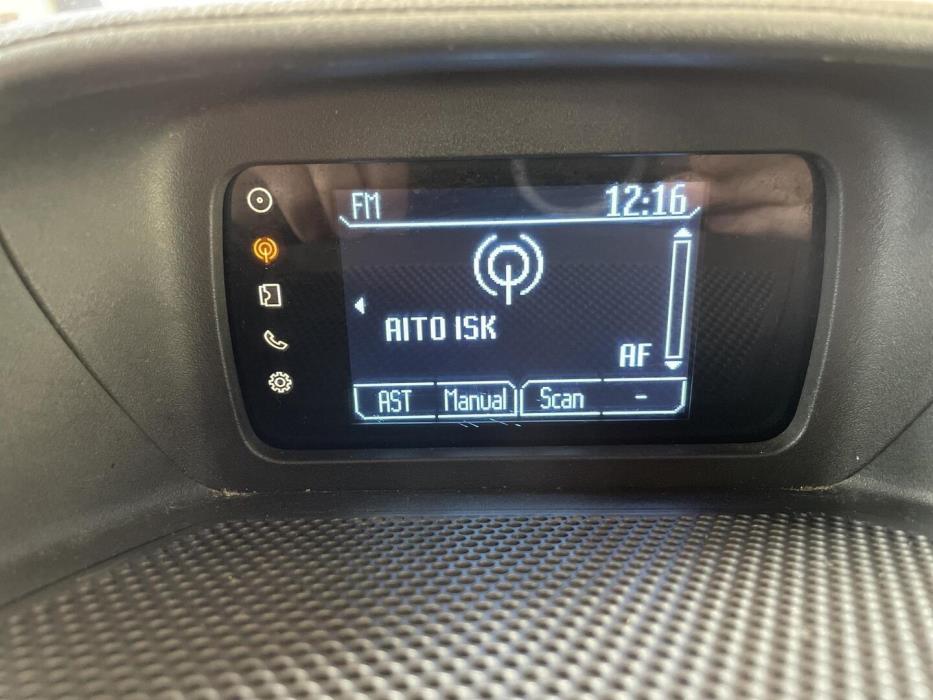 FM 12:16
AITO ISK
AF
AST Manual Scan -